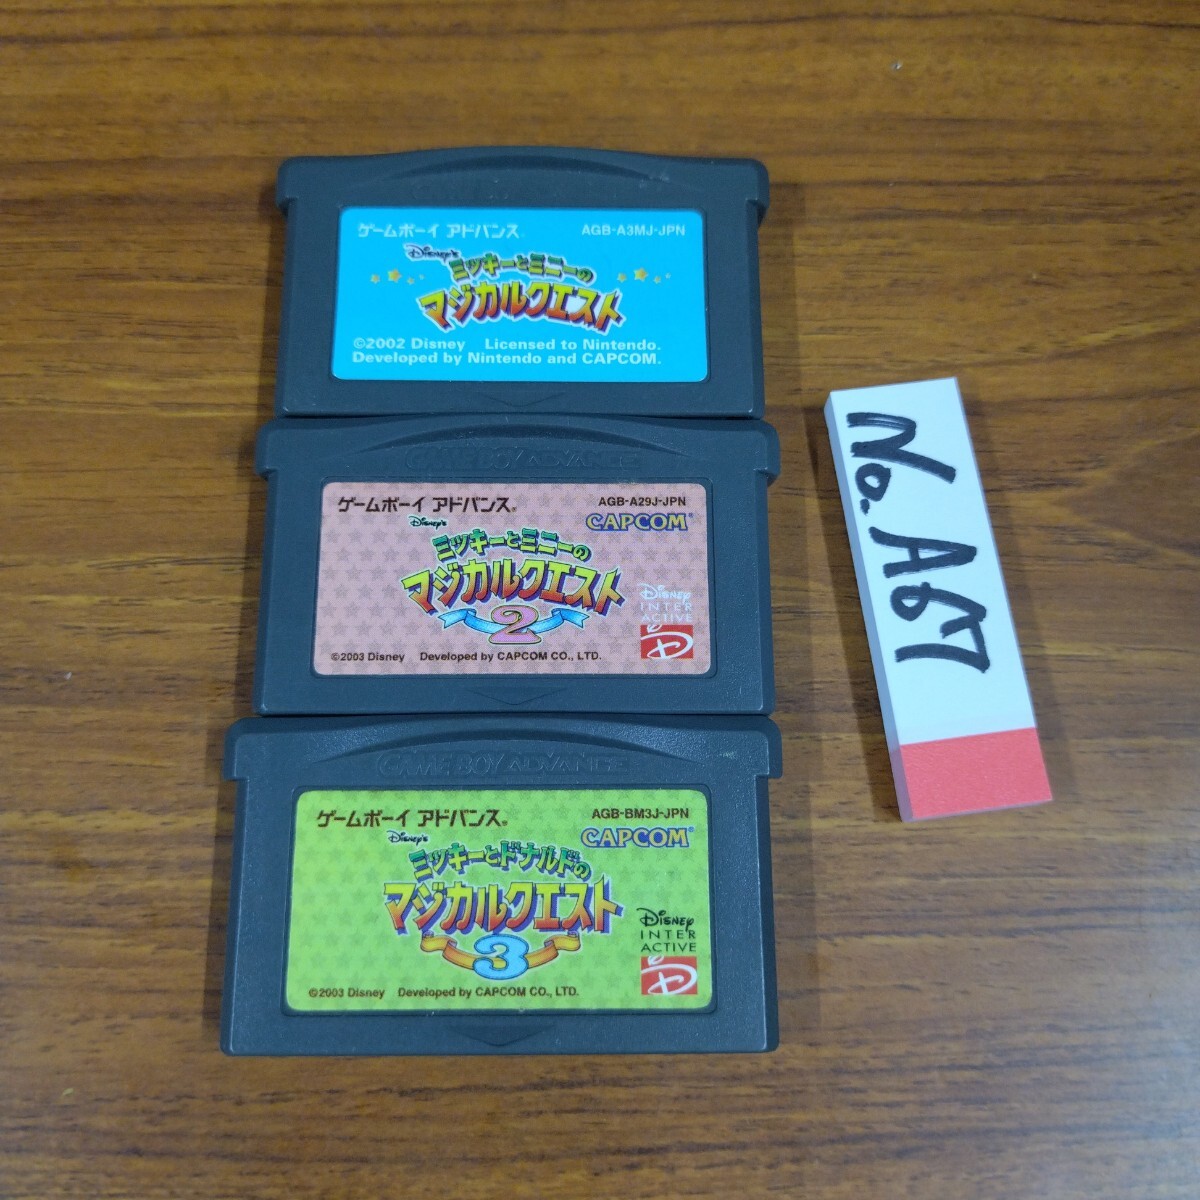 ゲームボーイ アドバンス
AGB-A3MJ-JPN
Disney's
ミッキーとミニーの
マジカルクエスト
©2002 Disney Licensed to Nintendo.
Developed by Nintendo and CAPCOM.
GAME BOY ADVANCE
ゲームボーイ アドバンス®
AGB-A29J-JPN
CAPCOM®
Disney's
ミッキーとミニーの
マジカルクエスト
2
Disney
INTER
ACTIVE
D
©2003 Disney Developed by CAPCOM CO., LTD.
GAME BOY ADVANCE
ゲームボーイ アドバンス®
AGB-BM3J-JPN
CAPCOM®
Disney's
ミッキーとドナルドの
マジカルクエスト
3
Disney
INTER
ACTIVE
D
©2003 Disney Developed by CAPCOM CO., LTD.
No. A67